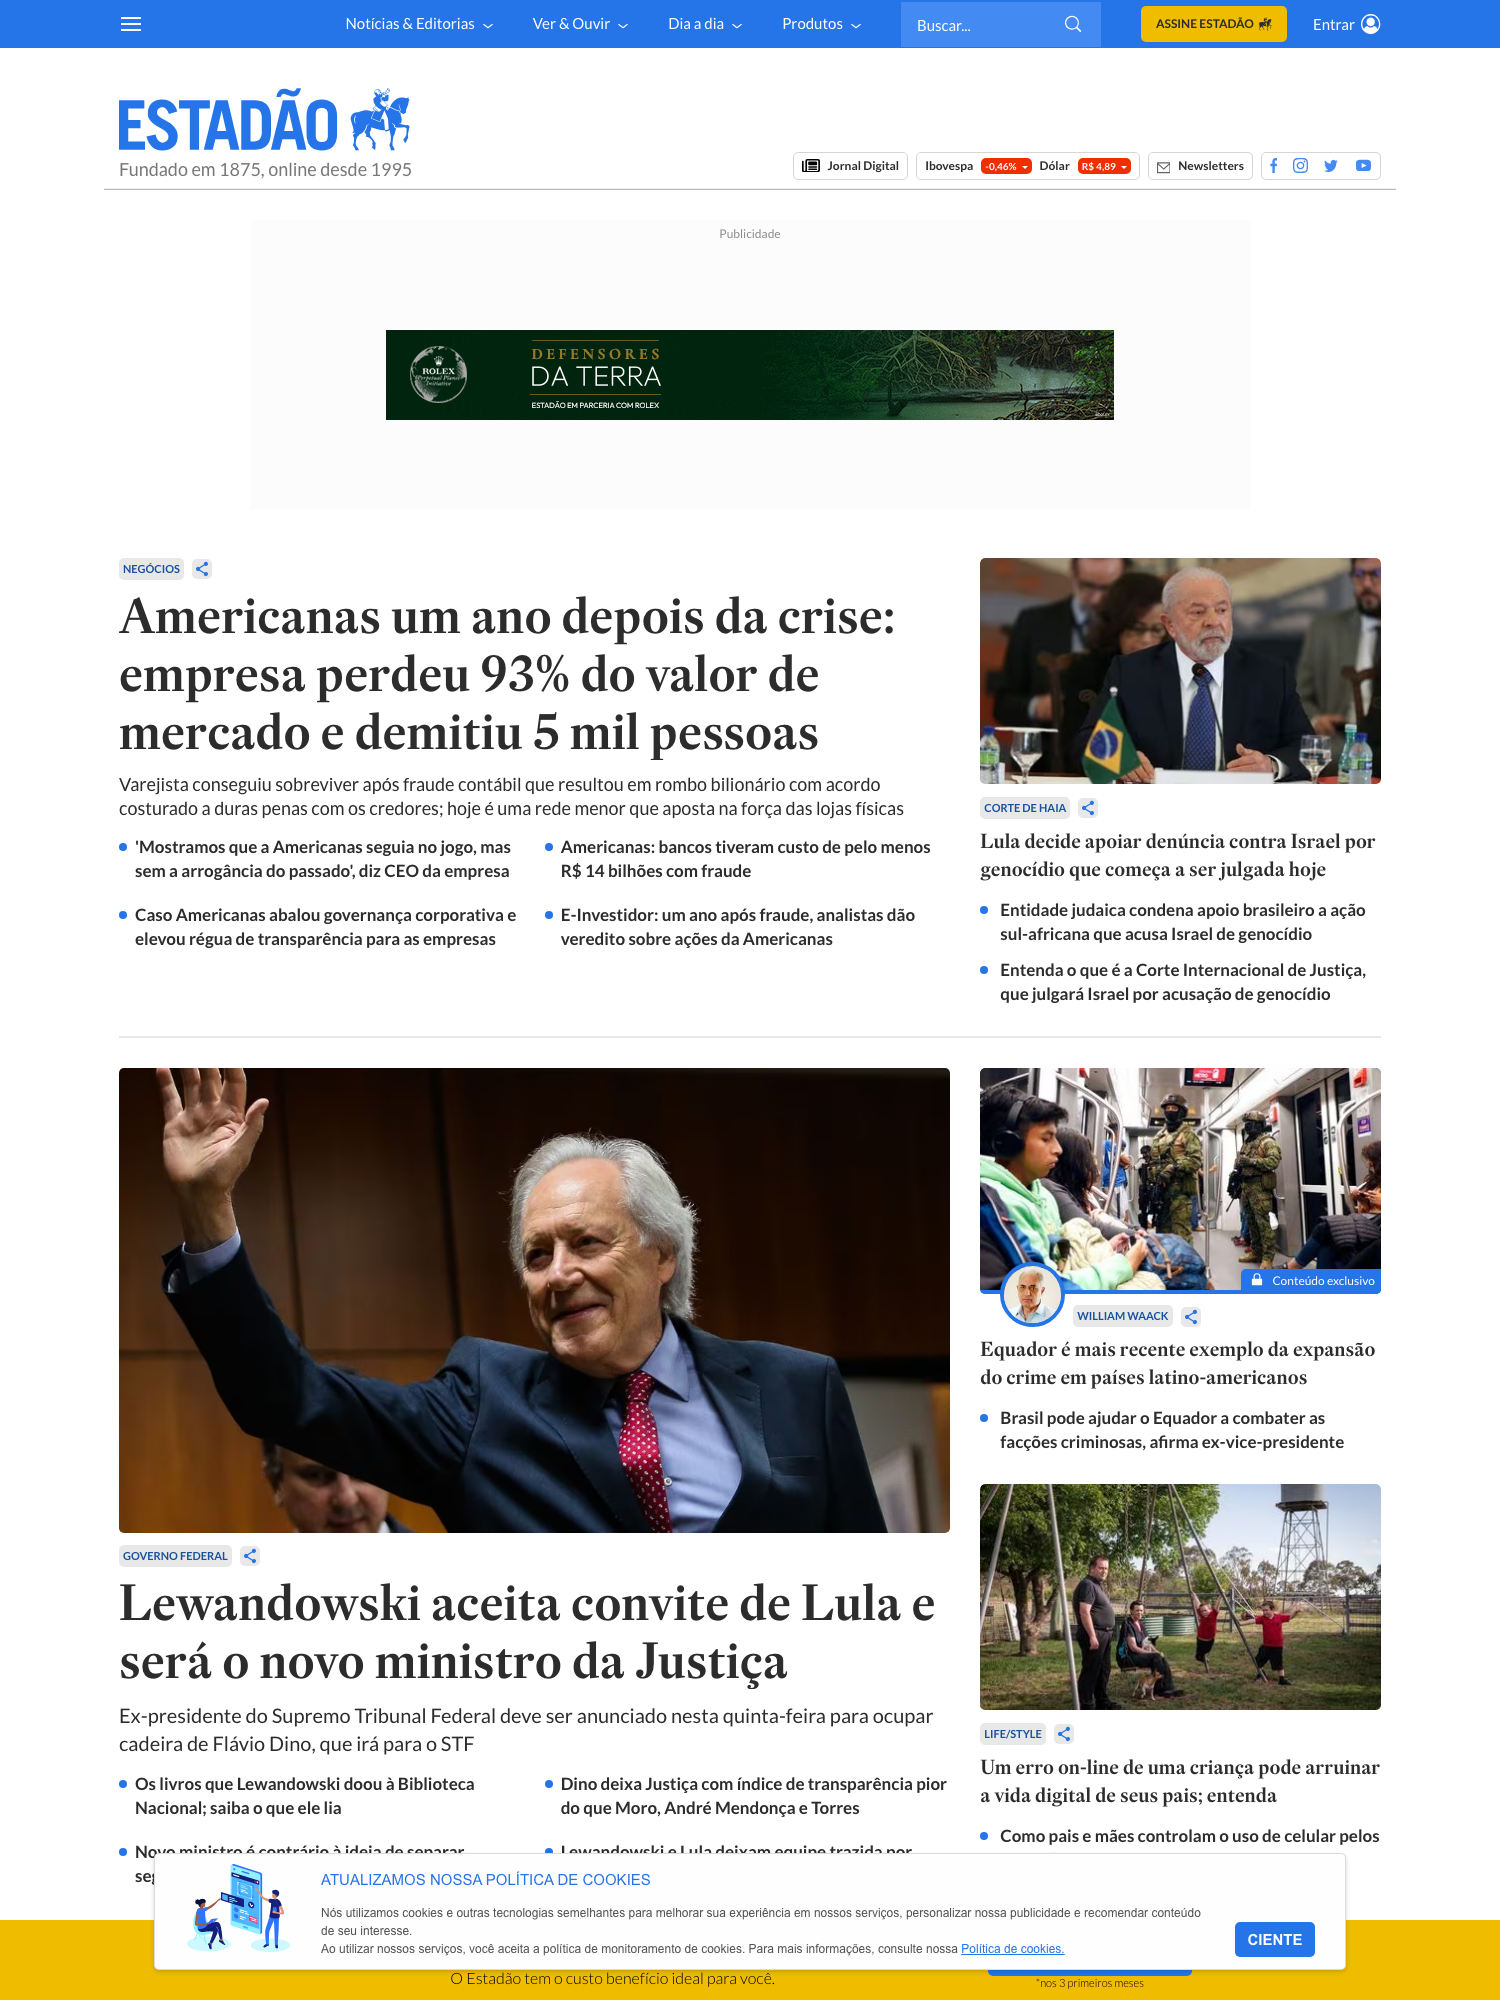 Notícias & Editorias
Ver & Ouvir
Dia a dia
Produtos
Buscar...
ASSINE ESTADÃO
Entrar
ESTADÃO
Fundado em 1875, online desde 1995
Jornal Digital
Ibovespa -0,46% Dólar R$ 4,89
Newsletters
Publicidade
ROLEX
Perpetual Planet
Initiative
DEFENSORES
DA TERRA
ESTADÃO EM PARCERIA COM ROLEX
NEGÓCIOS
Americanas um ano depois da crise:
empresa perdeu 93% do valor de
mercado e demitiu 5 mil pessoas
Varejista conseguiu sobreviver após fraude contábil que resultou em rombo bilionário com acordo
costurado a duras penas com os credores; hoje é uma rede menor que aposta na força das lojas físicas
'Mostramos que a Americanas seguia no jogo, mas
sem a arrogância do passado', diz CEO da empresa
Americanas: bancos tiveram custo de pelo menos
R$ 14 bilhões com fraude
Caso Americanas abalou governança corporativa e
elevou régua de transparência para as empresas
E-Investidor: um ano após fraude, analistas dão
veredito sobre ações da Americanas
CORTE DE HAIA
Lula decide apoiar denúncia contra Israel por
genocídio que começa a ser julgada hoje
Entidade judaica condena apoio brasileiro a ação
sul-africana que acusa Israel de genocídio
Entenda o que é a Corte Internacional de Justiça,
que julgará Israel por acusação de genocídio
GOVERNO FEDERAL
Lewandowski aceita convite de Lula e
será o novo ministro da Justiça
Ex-presidente do Supremo Tribunal Federal deve ser anunciado nesta quinta-feira para ocupar
cadeira de Flávio Dino, que irá para o STF
Os livros que Lewandowski doou à Biblioteca
Nacional; saiba o que ele lia
Dino deixa Justiça com índice de transparência pior
do que Moro, André Mendonça e Torres
Novo ministro é contrário à ideia de separar
Lewandowski e Lula deixam equipe trazida por
Conteúdo exclusivo
WILLIAM WAACK
Equador é mais recente exemplo da expansão
do crime em países latino-americanos
Brasil pode ajudar o Equador a combater as
facções criminosas, afirma ex-vice-presidente
LIFE/STYLE
Um erro on-line de uma criança pode arruinar
a vida digital de seus pais; entenda
Como pais e mães controlam o uso de celular pelos
ATUALIZAMOS NOSSA POLÍTICA DE COOKIES
Nós utilizamos cookies e outras tecnologias semelhantes para melhorar sua experiência em nossos serviços, personalizar nossa publicidade e recomendar conteúdo
de seu interesse.
Ao utilizar nossos serviços, você aceita a política de monitoramento de cookies. Para mais informações, consulte nossa Política de cookies.
CIENTE
O Estadão tem o custo benefício ideal para você.
*nos 3 primeiros meses